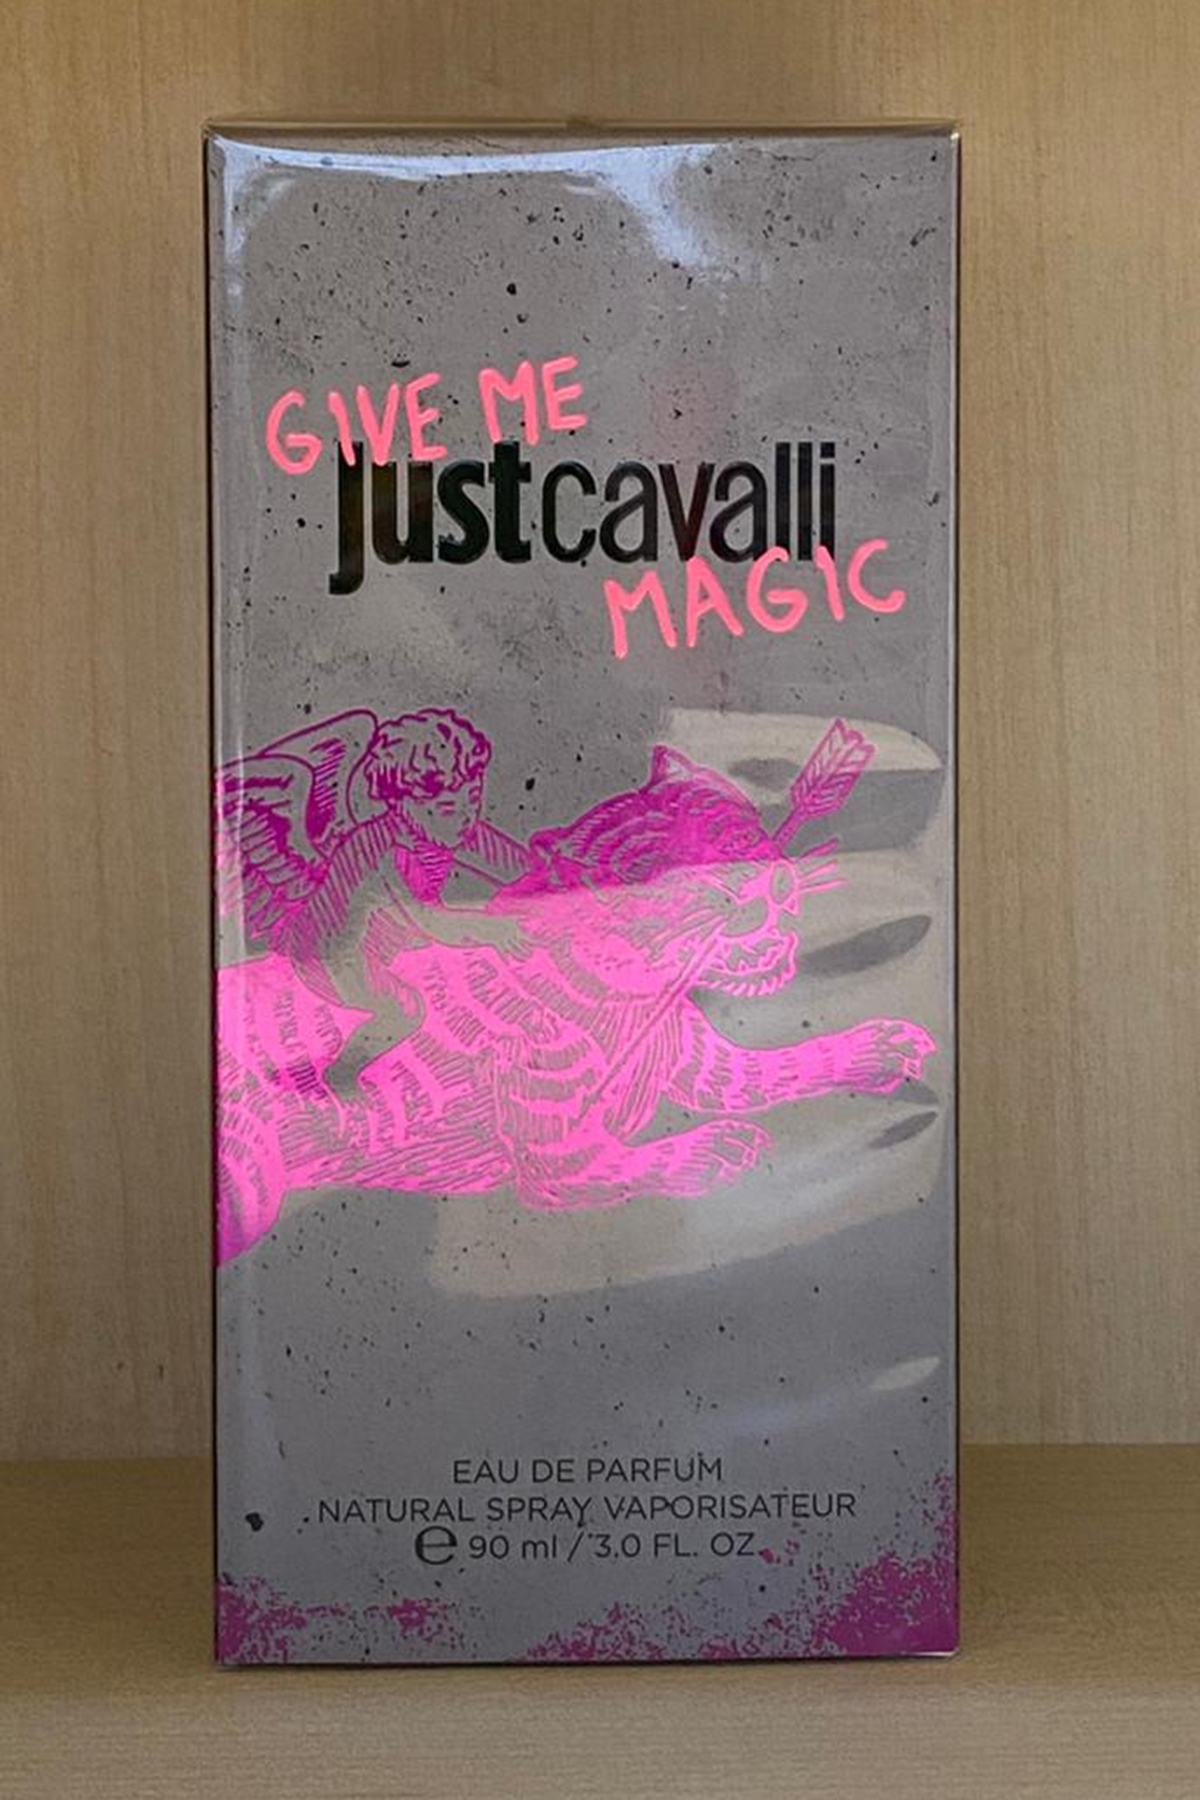 GIVE ME
justcavalli
MAGIC
EAU DE PARFUM
NATURAL SPRAY VAPORISATEUR
℮ 90 ml / 3.0 FL. OZ.